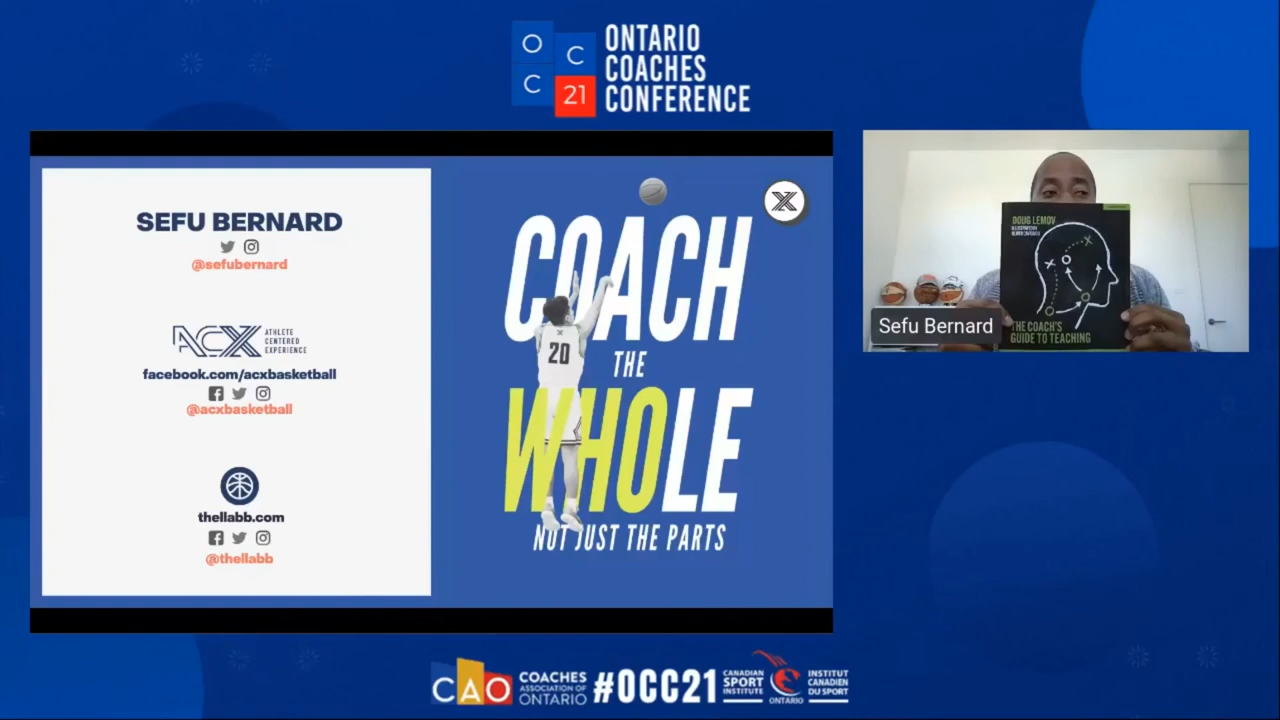 O
C
C
21
ONTARIO
COACHES
CONFERENCE
SEFU BERNARD
@sefubernard
ACX
ATHLETE
CENTERED
EXPERIENCE
facebook.com/acxbasketball
@acxbasketball
thellabb.com
@thellabb
X
COACH
THE
WHOLE
NOT JUST THE PARTS
20
DOUG LEMOV
THE COACH'S
GUIDE TO TEACHING
Sefu Bernard
CAO
COACHES
ASSOCIATION OF
ONTARIO
#OCC21
CANADIAN
SPORT
INSTITUTE
ONTARIO
INSTITUT
CANADIEN
DU SPORT